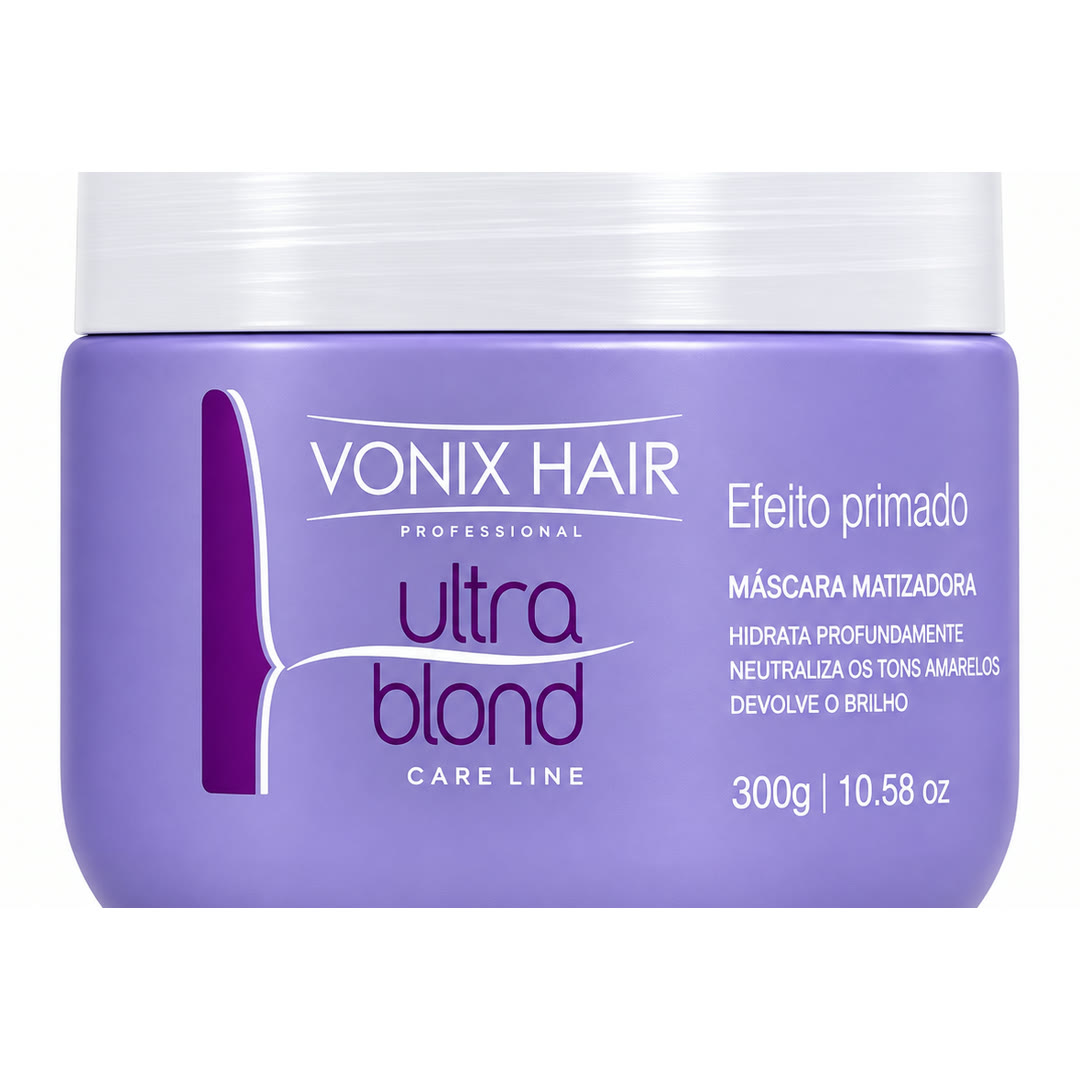 VONIX HAIR
PROFESSIONAL
ultra
blond
CARE LINE
Efeito primado
MÁSCARA MATIZADORA
HIDRATA PROFUNDAMENTE
NEUTRALIZA OS TONS AMARELOS
DEVOLVE O BRILHO
300g | 10.58 oz